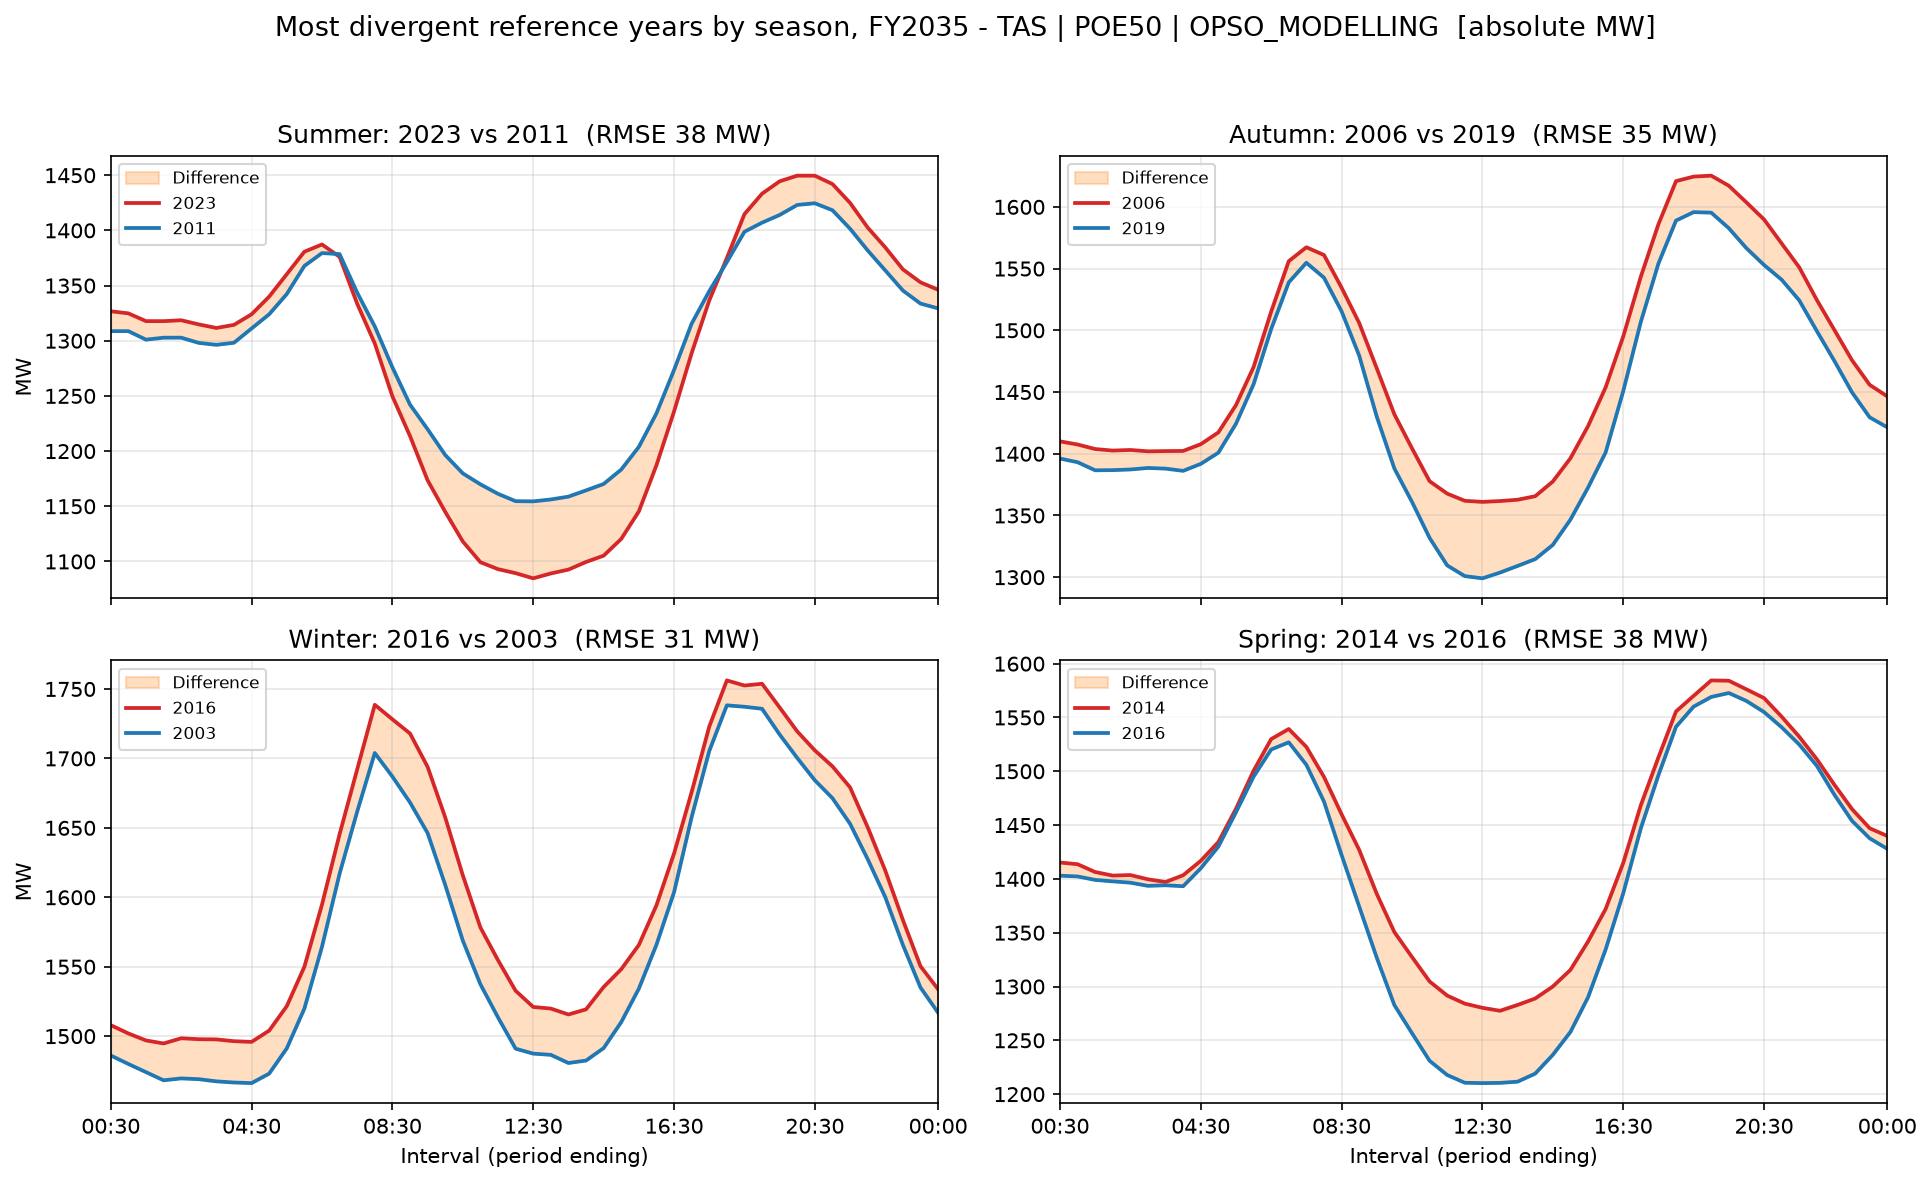 Most divergent reference years by season, FY2035 - TAS | POE50 | OPSO_MODELLING  [absolute MW]
Summer: 2023 vs 2011  (RMSE 38 MW)
Difference
2023
2011
1450
1400
1350
1300
1250
1200
1150
1100
MW
Autumn: 2006 vs 2019  (RMSE 35 MW)
Difference
2006
2019
1600
1550
1500
1450
1400
1350
1300
Winter: 2016 vs 2003  (RMSE 31 MW)
Difference
2016
2003
1750
1700
1650
1600
1550
1500
MW
00:30 04:30 08:30 12:30 16:30 20:30 00:00
Interval (period ending)
Spring: 2014 vs 2016  (RMSE 38 MW)
Difference
2014
2016
1600
1550
1500
1450
1400
1350
1300
1250
1200
00:30 04:30 08:30 12:30 16:30 20:30 00:00
Interval (period ending)